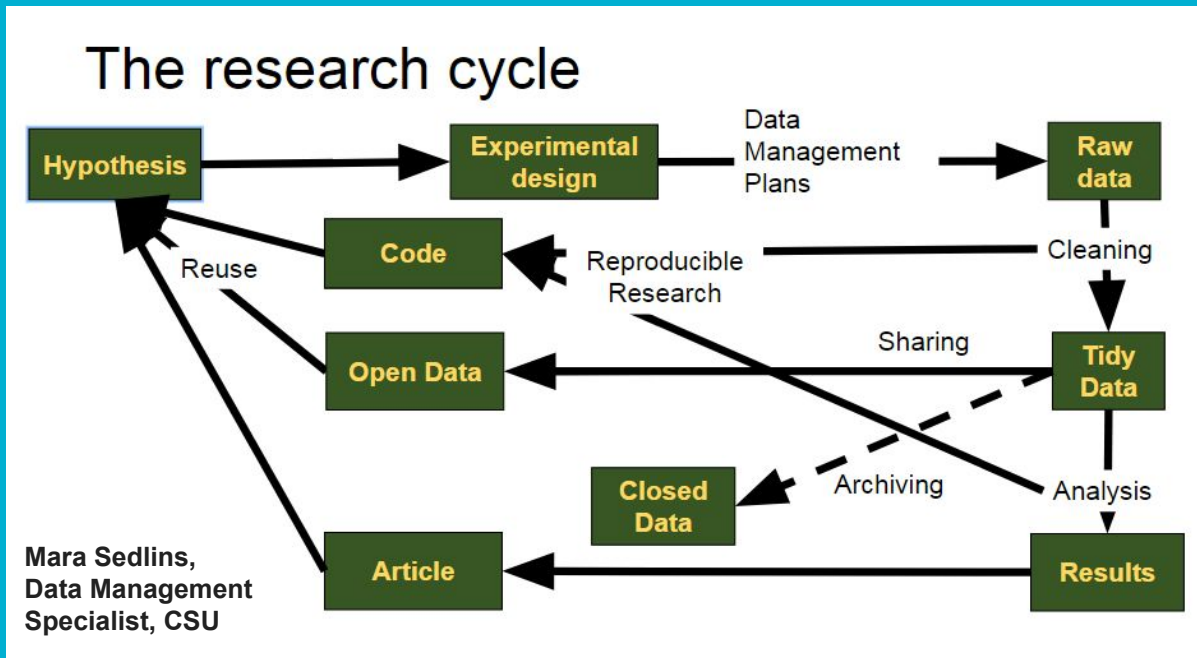 The research cycle
Hypothesis
Experimental
design
Data
Management
Plans
Raw
data
Code
Reuse
Reproducible
Research
Cleaning
Open Data
Sharing
Tidy
Data
Closed
Data
Archiving
Analysis
Article
Results
Mara Sedlins,
Data Management
Specialist, CSU